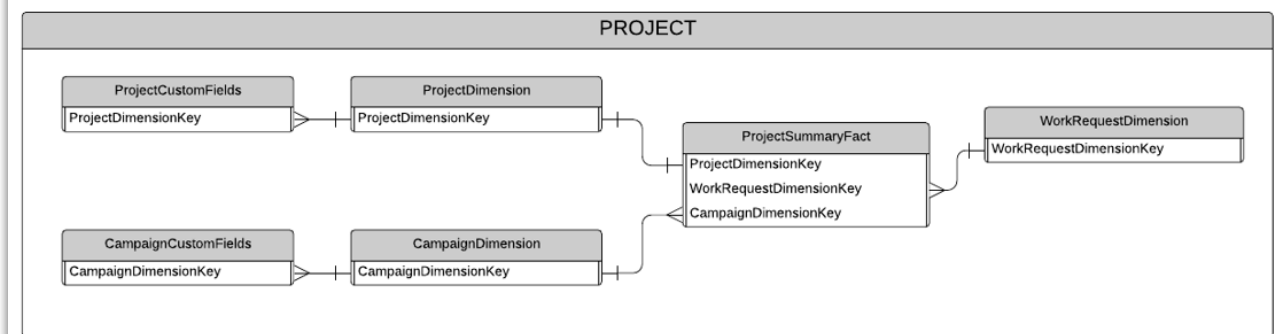 PROJECT
ProjectCustomFields
ProjectDimensionKey
ProjectDimension
ProjectDimensionKey
ProjectSummaryFact
ProjectDimensionKey
WorkRequestDimensionKey
CampaignDimensionKey
WorkRequestDimension
WorkRequestDimensionKey
CampaignCustomFields
CampaignDimensionKey
CampaignDimension
CampaignDimensionKey